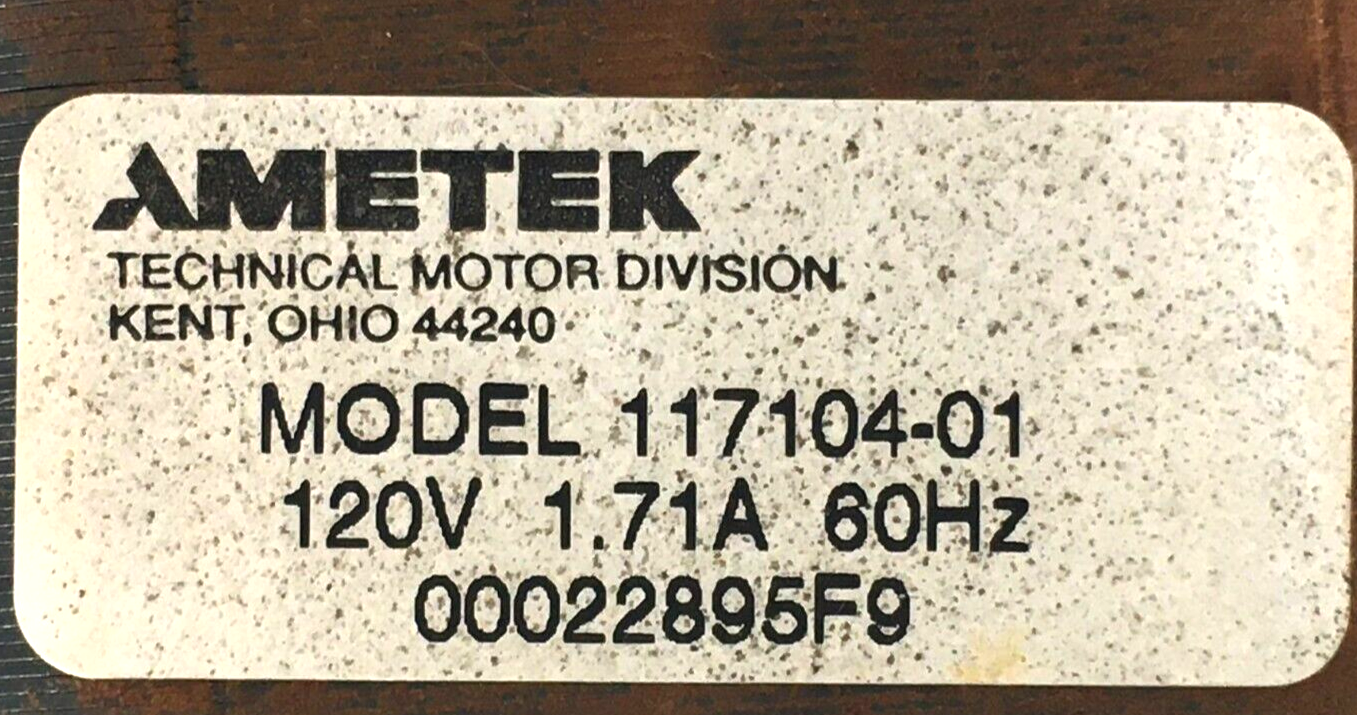 AMETEK
TECHNICAL MOTOR DIVISION
KENT, OHIO 44240
MODEL 117104-01
120V 1.71A 60Hz
00022895F9